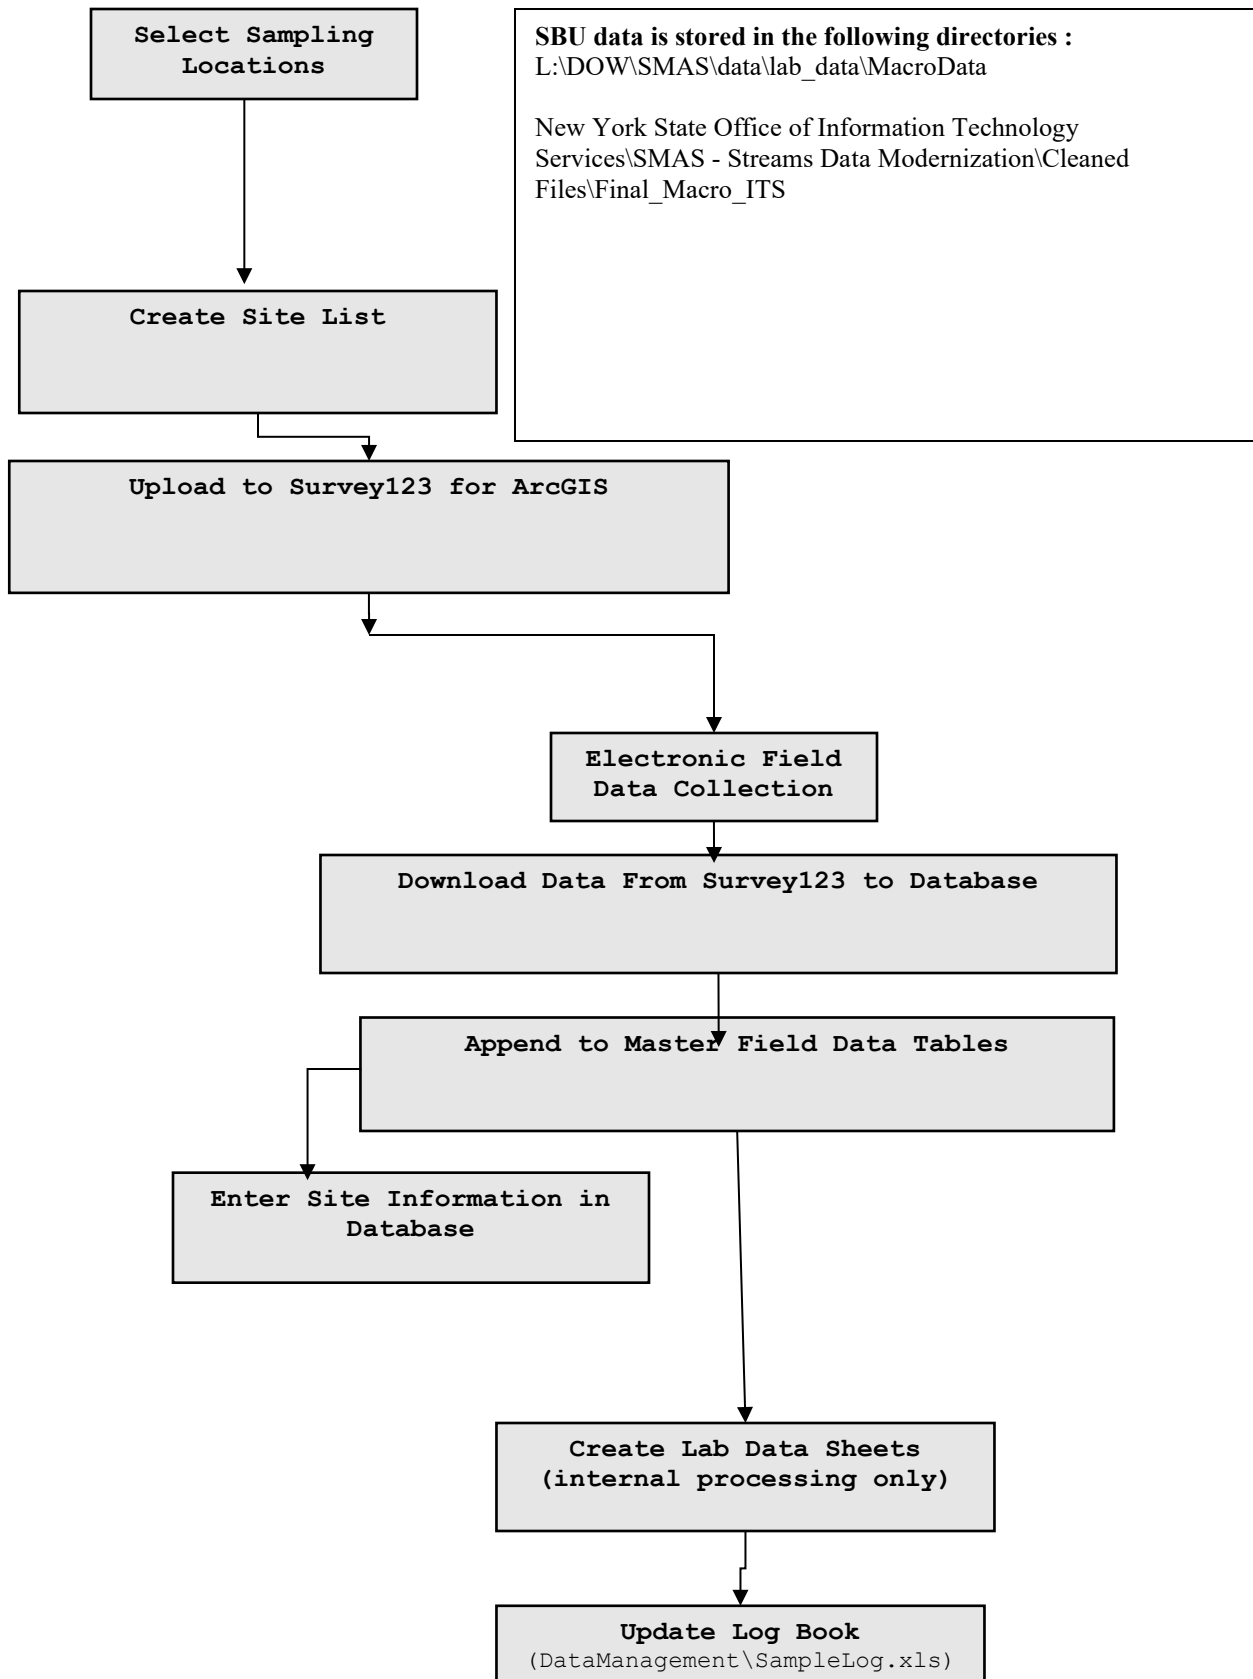 Select Sampling
Locations
SBU data is stored in the following directories :
L:\DOW\SMAS\data\lab_data\MacroData
New York State Office of Information Technology
Services\SMAS - Streams Data Modernization\Cleaned
Files\Final_Macro_ITS
Create Site List
Upload to Survey123 for ArcGIS
Electronic Field
Data Collection
Download Data From Survey123 to Database
Append to Master Field Data Tables
Enter Site Information in
Database
Create Lab Data Sheets
(internal processing only)
Update Log Book
(DataManagement\SampleLog.xls)